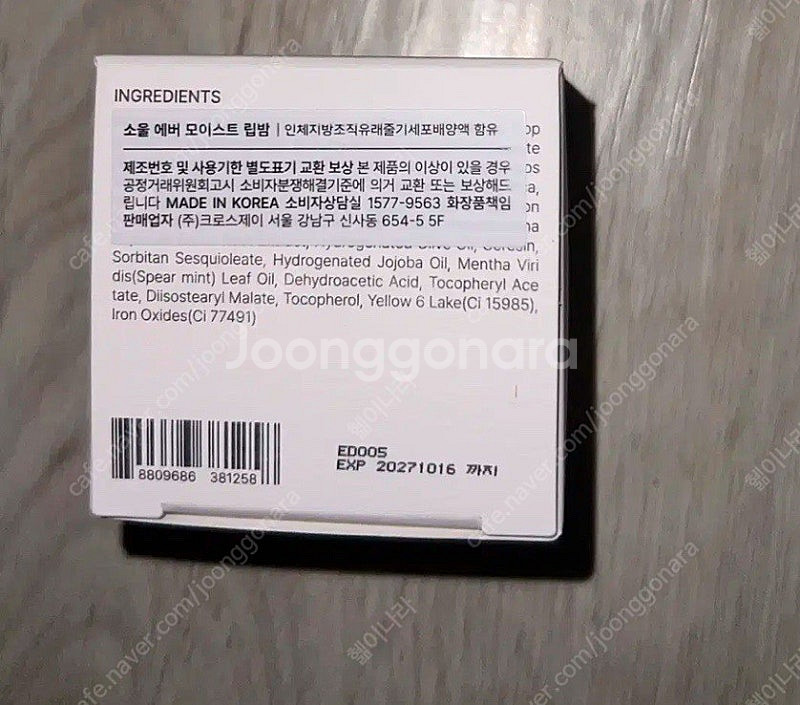 INGREDIENTS
소울 에버 모이스트 립밤 | 인체지방조직유래줄기세포배양액 함유
제조번호 및 사용기한 별도표기 교환 보상 본 제품의 이상이 있을 경우
공정거래위원회고시 소비자분쟁해결기준에 의거 교환 또는 보상해드
립니다 MADE IN KOREA 소비자상담실 1577-9563 화장품책임
판매업자 (주)크로스제이 서울 강남구 신사동 654-5 5F
Hydrogenated Olive Oil, Ceresin,
Sorbitan Sesquioleate, Hydrogenated Jojoba Oil, Mentha Viri
dis(Spear mint) Leaf Oil, Dehydroacetic Acid, Tocopheryl Ace
tate, Diisostearyl Malate, Tocopherol, Yellow 6 Lake(Ci 15985),
Iron Oxides(Ci 77491)
Joonggonara
8809686 381258
ED005
EXP 20271016 까지
cafe.naver.com/joonggonara
헬이나라